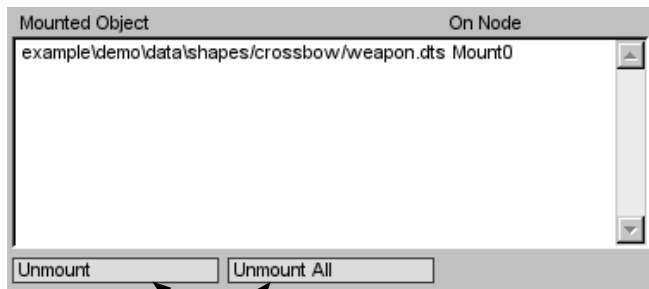 Mounted Object On Node
example\demo\data\shapes/crossbow/weapon.dts Mount0
Unmount Unmount All